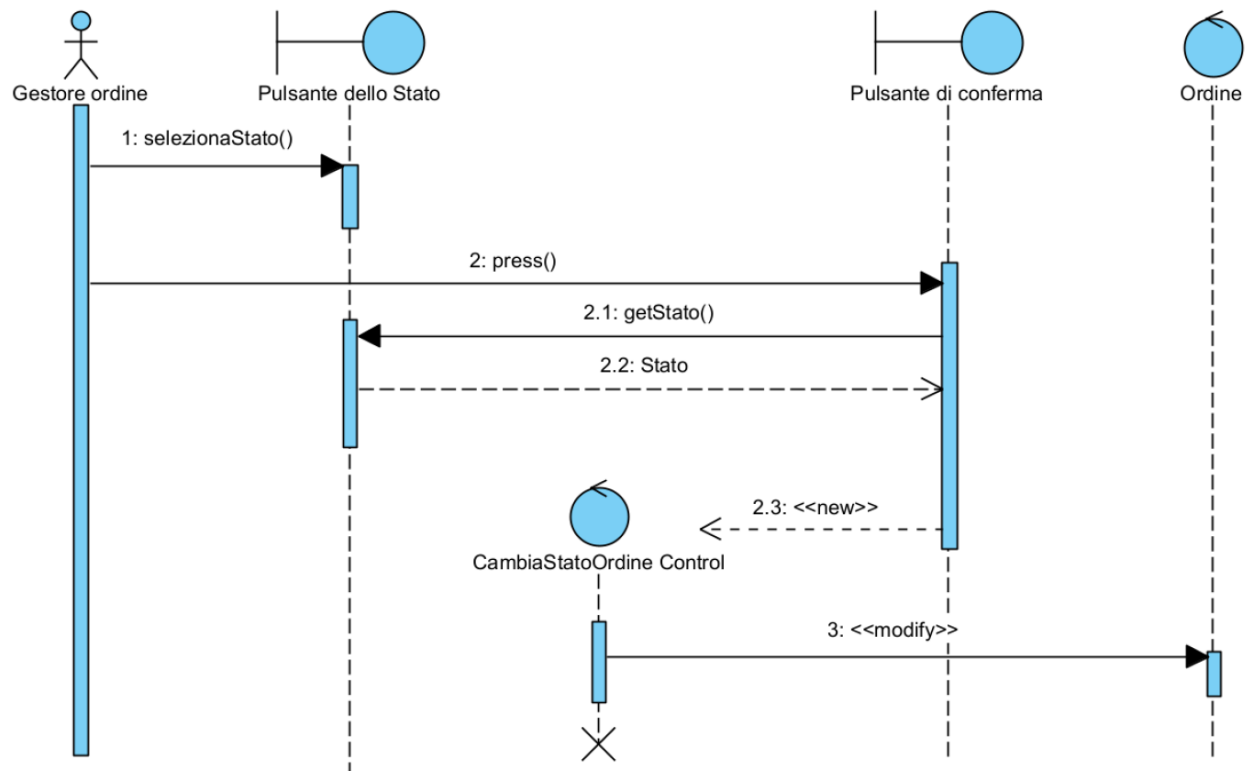 Gestore ordine
Pulsante dello Stato
Pulsante di conferma
Ordine
1: selezionaStato()
2: press()
2.1: getStato()
2.2: Stato
2.3: <<new>>
CambiaStatoOrdine Control
3: <<modify>>